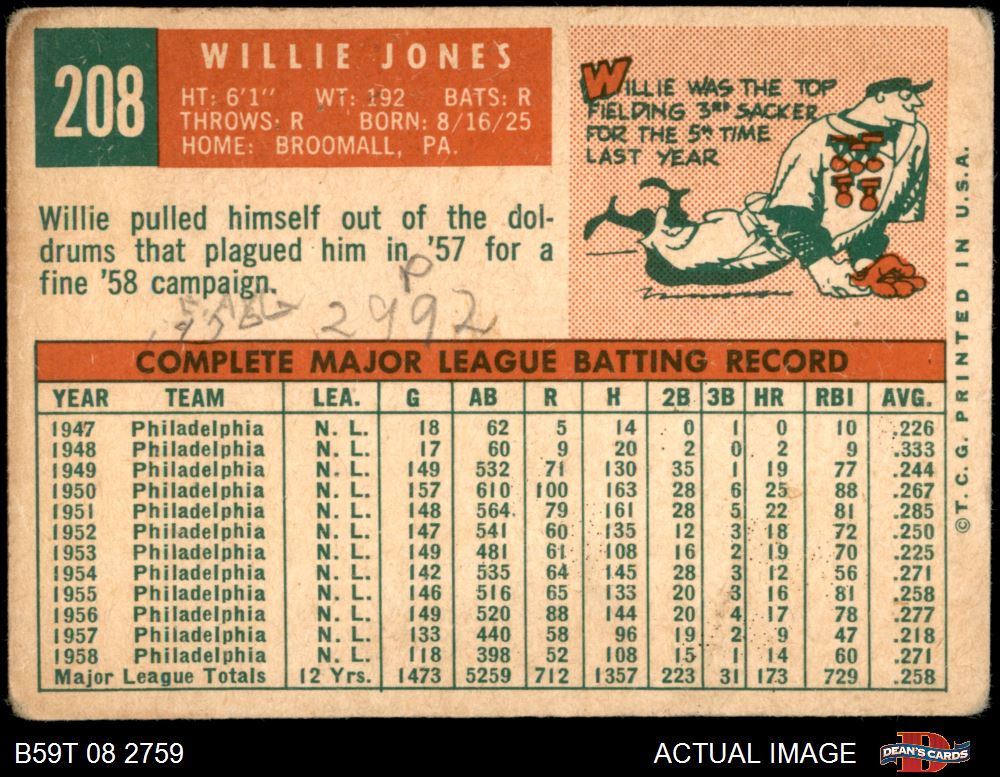 208
WILLIE JONES
HT: 6'1" WT: 192 BATS: R
THROWS: R BORN: 8/16/25
HOME: BROOMALL, PA.
WILLIE WAS THE TOP
FIELDING 3RD SACKER
FOR THE 5TH TIME
LAST YEAR
Willie pulled himself out of the dol-
drums that plagued him in '57 for a
fine '58 campaign.
P
2992
COMPLETE MAJOR LEAGUE BATTING RECORD
YEAR TEAM LEA. G AB R H 2B 3B HR RBI AVG.
1947 Philadelphia N. L. 18 62 5 14 0 1 0 10 .226
1948 Philadelphia N. L. 17 60 9 20 2 0 2 9 .333
1949 Philadelphia N. L. 149 532 71 130 35 1 19 77 .244
1950 Philadelphia N. L. 157 610 100 163 28 6 25 88 .267
1951 Philadelphia N. L. 148 564 79 161 28 5 22 81 .285
1952 Philadelphia N. L. 147 541 60 135 12 3 18 72 .250
1953 Philadelphia N. L. 149 481 61 108 16 2 19 70 .225
1954 Philadelphia N. L. 142 535 64 145 28 3 12 56 .271
1955 Philadelphia N. L. 146 516 65 133 20 3 16 81 .258
1956 Philadelphia N. L. 149 520 88 144 20 4 17 78 .277
1957 Philadelphia N. L. 133 440 58 96 19 2 9 47 .218
1958 Philadelphia N. L. 118 398 52 108 15 1 14 60 .271
Major League Totals 12 Yrs. 1473 5259 712 1357 223 31 173 729 .258
©T. C. G. PRINTED IN U.S.A.
B59T 08 2759
ACTUAL IMAGE
DEAN'S CARDS